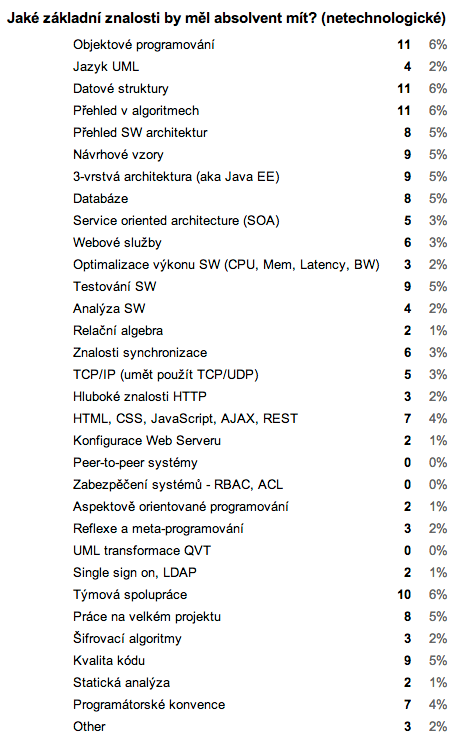 Jaké základní znalosti by měl absolvent mít? (netechnologické)
Objektové programování 11 6%
Jazyk UML 4 2%
Datové struktury 11 6%
Přehled v algoritmech 11 6%
Přehled SW architektur 8 5%
Návrhové vzory 9 5%
3-vrstvá architektura (aka Java EE) 9 5%
Databáze 8 5%
Service oriented architecture (SOA) 5 3%
Webové služby 6 3%
Optimalizace výkonu SW (CPU, Mem, Latency, BW) 3 2%
Testování SW 9 5%
Analýza SW 4 2%
Relační algebra 2 1%
Znalosti synchronizace 6 3%
TCP/IP (umět použít TCP/UDP) 5 3%
Hluboké znalosti HTTP 3 2%
HTML, CSS, JavaScript, AJAX, REST 7 4%
Konfigurace Web Serveru 2 1%
Peer-to-peer systémy 0 0%
Zabezpěčení systémů - RBAC, ACL 0 0%
Aspektově orientované programování 2 1%
Reflexe a meta-programování 3 2%
UML transformace QVT 0 0%
Single sign on, LDAP 2 1%
Týmová spolupráce 10 6%
Práce na velkém projektu 8 5%
Šifrovací algoritmy 3 2%
Kvalita kódu 9 5%
Statická analýza 2 1%
Programátorské konvence 7 4%
Other 3 2%